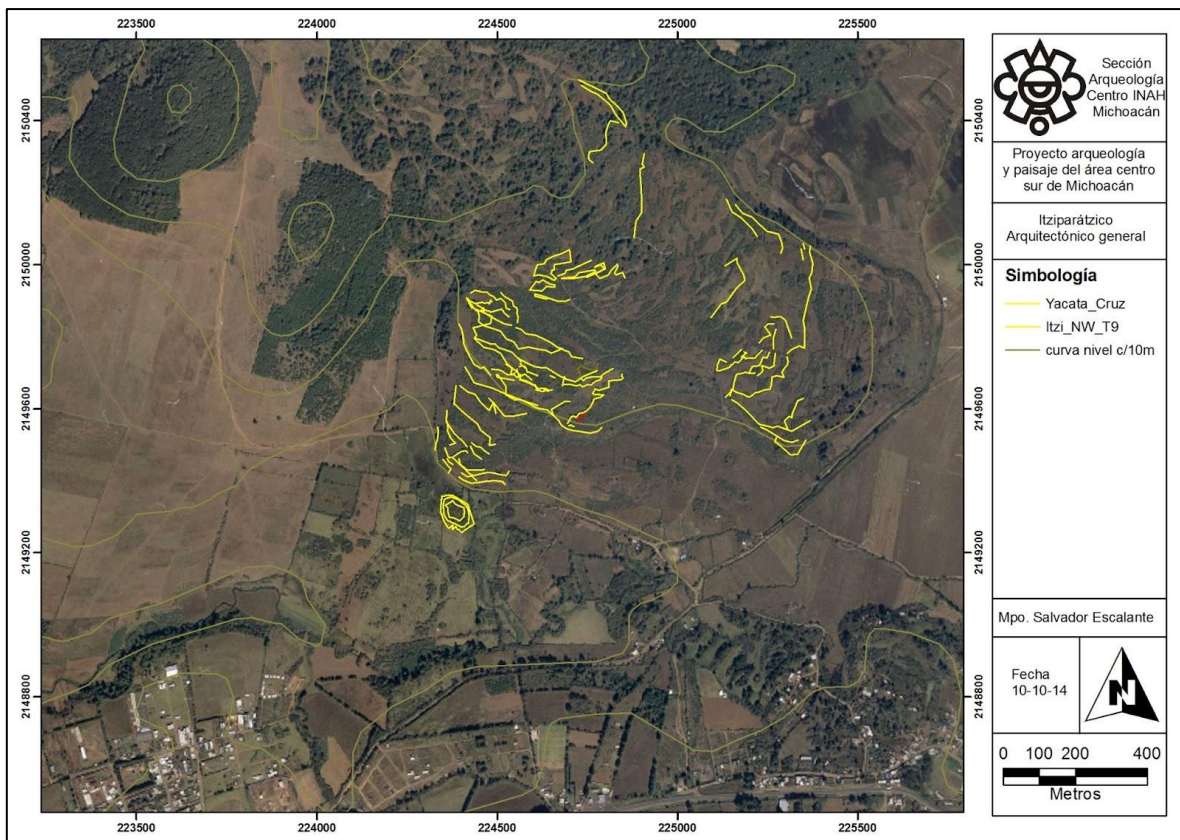 223500 224000 224500 225000 225500
2150400
2150000
2149600
2149200
2148800
2150400
2150000
2149600
2149200
2148800
223500 224000 224500 225000 225500
Sección
Arqueología
Centro INAH
Michoacán
Proyecto arqueología
y paisaje del área centro
sur de Michoacán
Itziparátzico
Arquitectónico general
Simbología
Yacata_Cruz
Itzi_NW_T9
curva nivel c/10m
Mpo. Salvador Escalante
Fecha
10-10-14
N
0 100 200 400
Metros